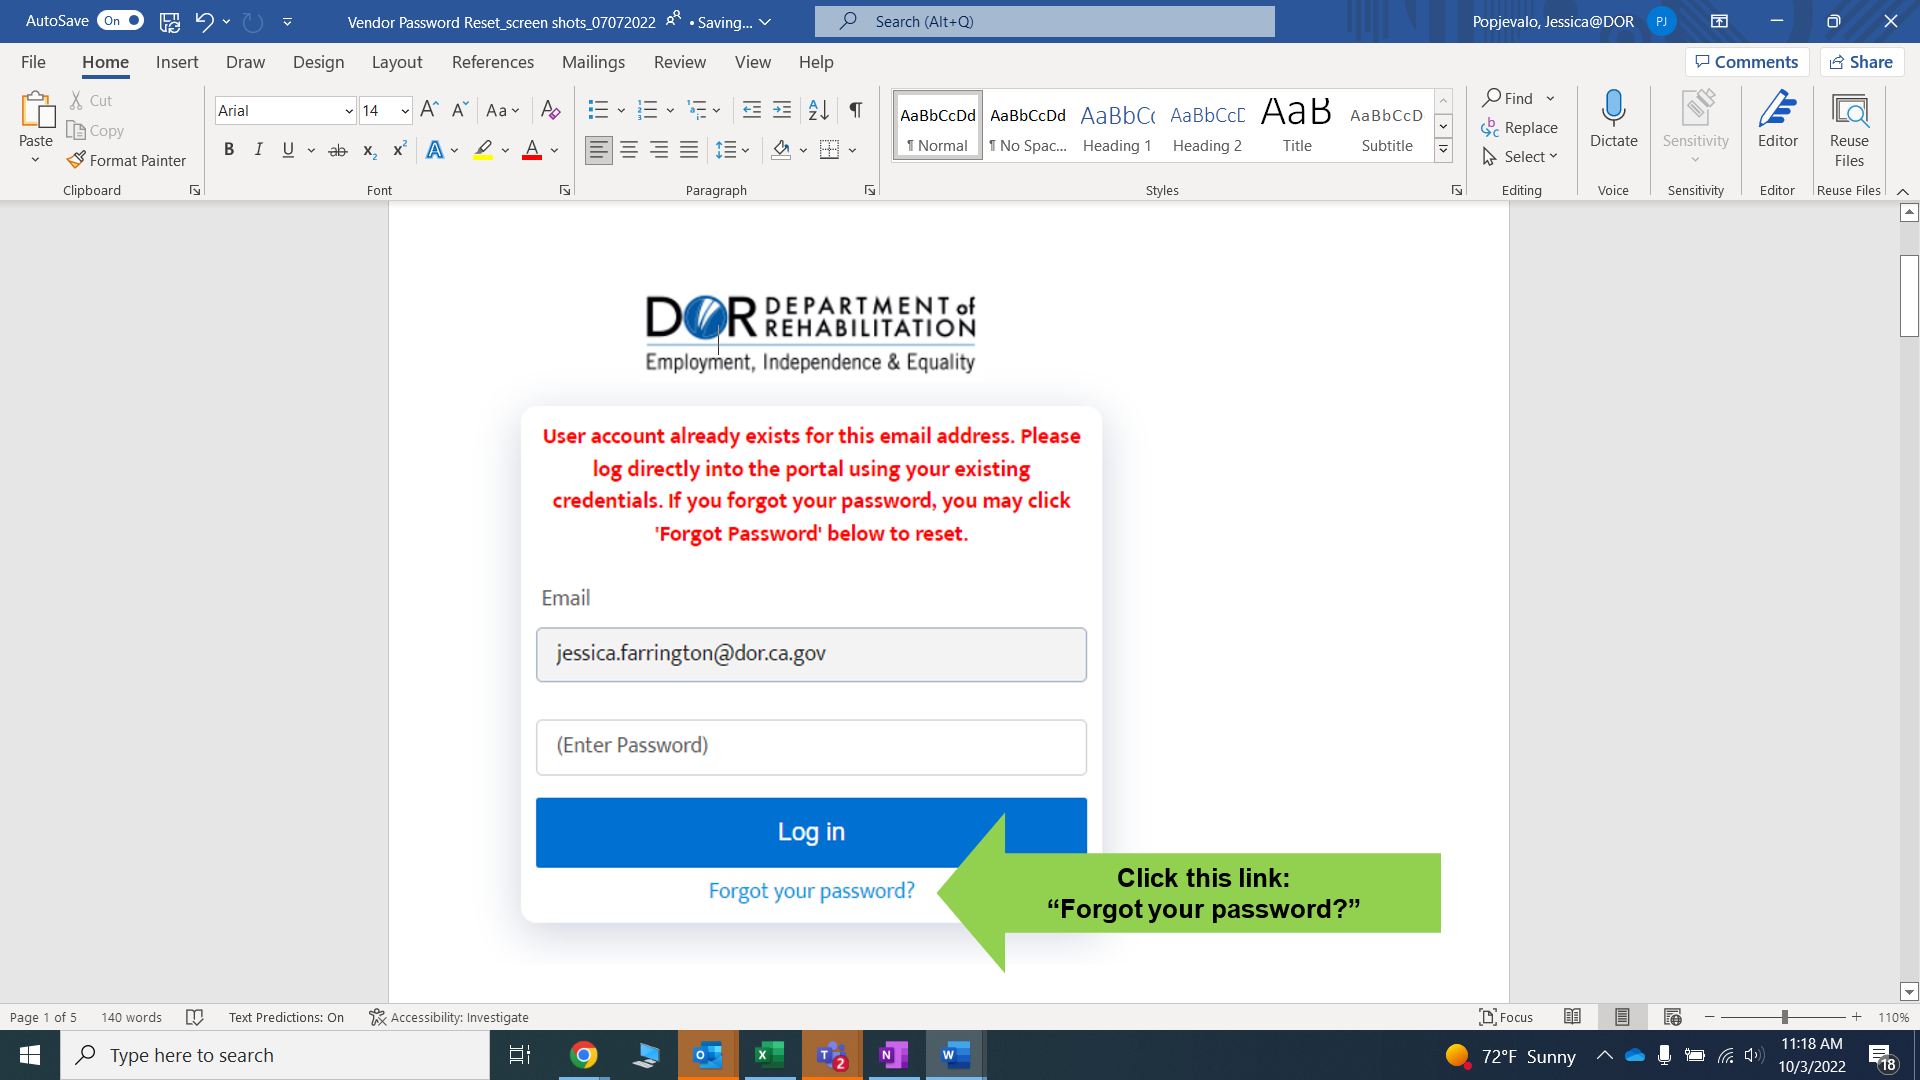 AutoSave On Vendor Password Reset_screen shots_07072022 • Saving... Search (Alt+Q) Popjevalo, Jessica@DOR PJ
File Home Insert Draw Design Layout References Mailings Review View Help Comments Share
Paste Cut Copy Format Painter
Clipboard
Arial 14 Aa
Font
Paragraph
AaBbCcDd AaBbCcDd AaBbCc AaBbCcD AaB AaBbCcD
¶ Normal ¶ No Spac... Heading 1 Heading 2 Title Subtitle
Styles
Find
Replace
Select
Editing
Dictate
Voice
Sensitivity
Sensitivity
Editor
Editor
Reuse
Files
Reuse Files
DOR DEPARTMENT of
REHABILITATION
Employment, Independence & Equality
User account already exists for this email address. Please
log directly into the portal using your existing
credentials. If you forgot your password, you may click
'Forgot Password' below to reset.
Email
jessica.farrington@dor.ca.gov
(Enter Password)
Log in
Forgot your password?
Click this link:
“Forgot your password?”
Page 1 of 5 140 words Text Predictions: On Accessibility: Investigate Focus 110%
Type here to search 2 72°F Sunny 11:18 AM
10/3/2022 18